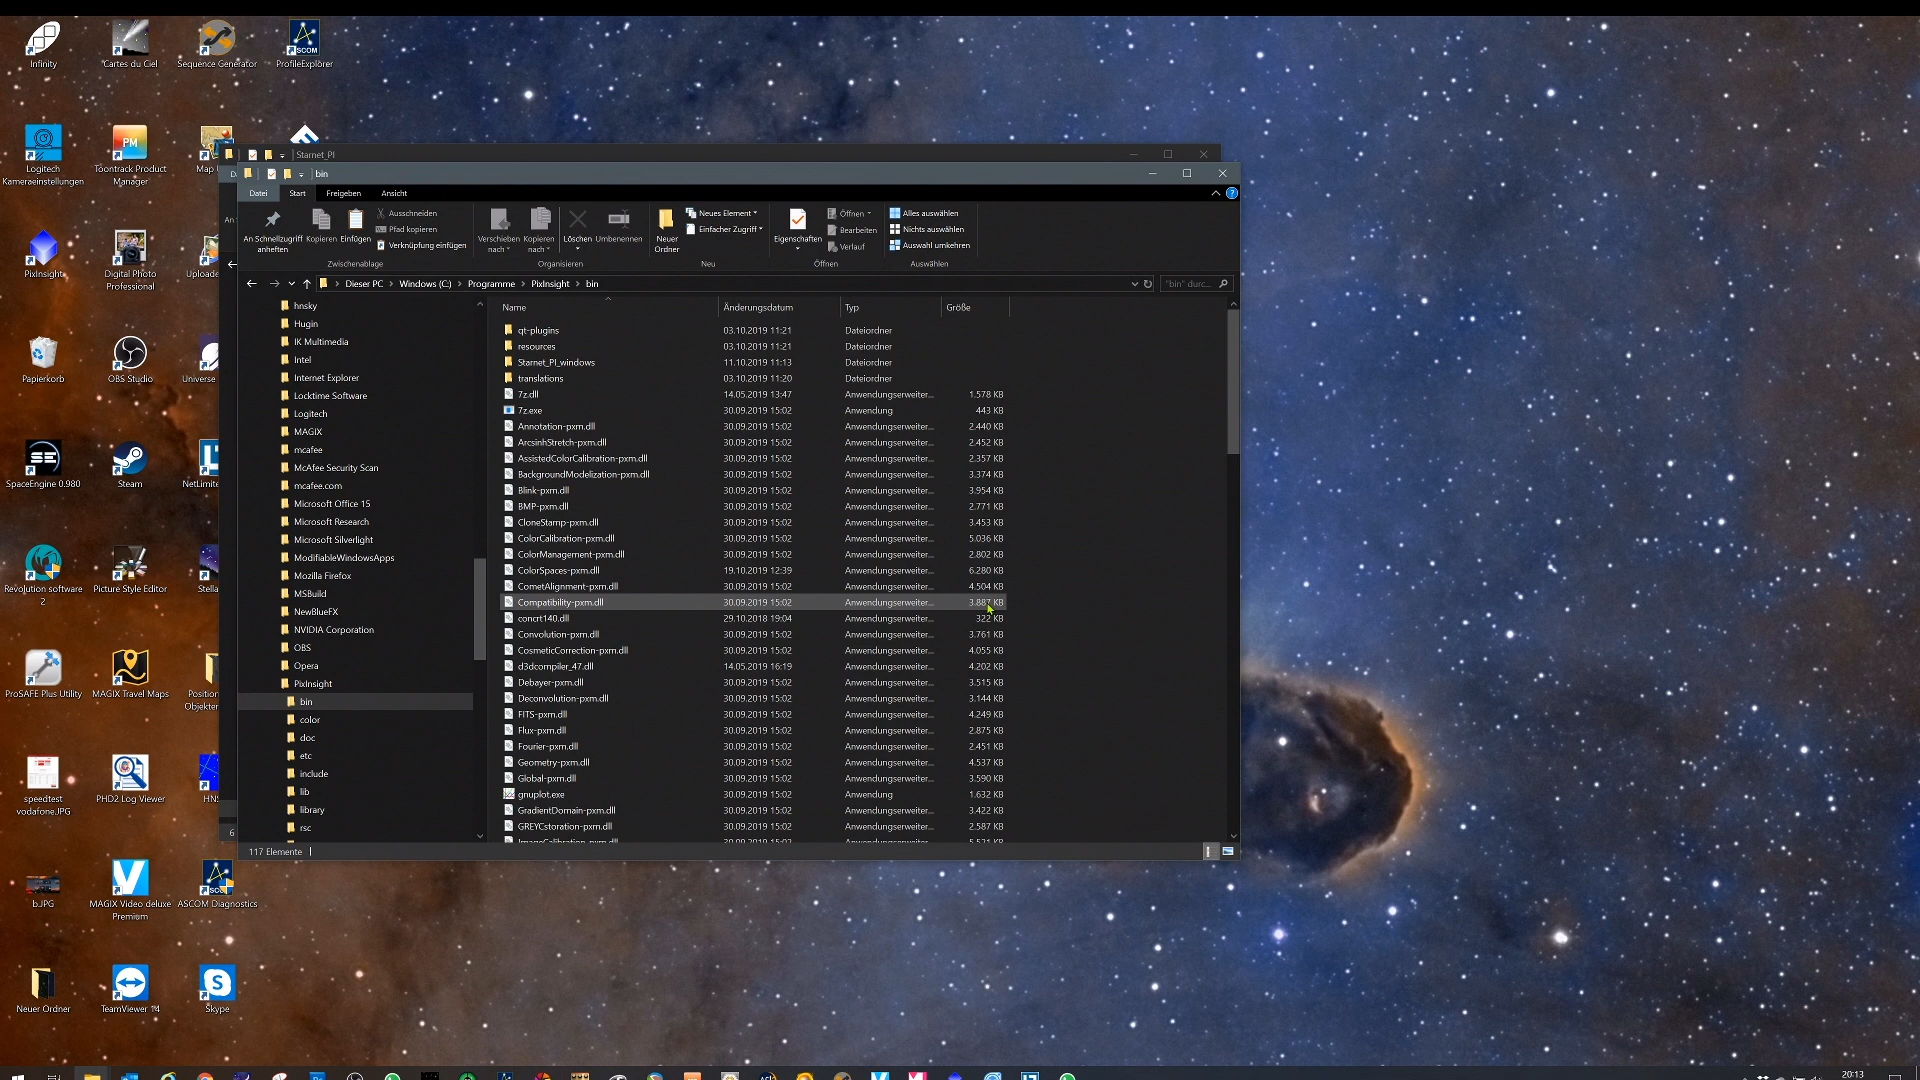 Infinity
Cartes du Ciel
Sequence Generator
ProfileExplorer
Logitech
Kameraeinstellungen
Toontrack Product
Manager
PixInsight
Digital Photo
Professional
Papierkorb
OBS Studio
Universe
SpaceEngine 0.980
Steam
Revolution software
2
Picture Style Editor
ProSAFE Plus Utility
MAGIX Travel Maps
speedtest
vodafone.JPG
PHD2 Log Viewer
b.JPG
MAGIX Video deluxe
Premium
ASCOM Diagnostics
Neuer Ordner
TeamViewer 14
Skype
Starnet_PI
bin
Datei
Start
Freigeben
Ansicht
An Schnellzugriff
anheften
Kopieren
Einfügen
Ausschneiden
Pfad kopieren
Verknüpfung einfügen
Zwischenablage
Verschieben
nach
Kopieren
nach
Löschen
Umbenennen
Organisieren
Neuer
Ordner
Neues Element
Einfacher Zugriff
Neu
Eigenschaften
Öffnen
Bearbeiten
Verlauf
Öffnen
Alles auswählen
Nichts auswählen
Auswahl umkehren
Auswählen
Dieser PC > Windows (C:) > Programme > PixInsight > bin
"bin" durc...
hnsky
Hugin
IK Multimedia
Intel
Internet Explorer
Locktime Software
Logitech
MAGIX
mcafee
McAfee Security Scan
mcafee.com
Microsoft Office 15
Microsoft Research
Microsoft Silverlight
ModifiableWindowsApps
Mozilla Firefox
MSBuild
NewBlueFX
NVIDIA Corporation
OBS
Opera
PixInsight
bin
color
doc
etc
include
lib
library
rsc
Name Änderungsdatum Typ Größe
qt-plugins 03.10.2019 11:21 Dateiordner
resources 03.10.2019 11:21 Dateiordner
Starnet_PI_windows 11.10.2019 11:13 Dateiordner
translations 03.10.2019 11:20 Dateiordner
7z.dll 14.05.2019 13:47 Anwendungserweiter... 1.578 KB
7z.exe 30.09.2019 15:02 Anwendung 443 KB
Annotation-pxm.dll 30.09.2019 15:02 Anwendungserweiter... 2.440 KB
ArcsinhStretch-pxm.dll 30.09.2019 15:02 Anwendungserweiter... 2.452 KB
AssistedColorCalibration-pxm.dll 30.09.2019 15:02 Anwendungserweiter... 2.357 KB
BackgroundModelization-pxm.dll 30.09.2019 15:02 Anwendungserweiter... 3.374 KB
Blink-pxm.dll 30.09.2019 15:02 Anwendungserweiter... 3.954 KB
BMP-pxm.dll 30.09.2019 15:02 Anwendungserweiter... 2.771 KB
CloneStamp-pxm.dll 30.09.2019 15:02 Anwendungserweiter... 3.453 KB
ColorCalibration-pxm.dll 30.09.2019 15:02 Anwendungserweiter... 5.036 KB
ColorManagement-pxm.dll 30.09.2019 15:02 Anwendungserweiter... 2.802 KB
ColorSpaces-pxm.dll 19.10.2019 12:39 Anwendungserweiter... 6.280 KB
CometAlignment-pxm.dll 30.09.2019 15:02 Anwendungserweiter... 4.504 KB
Compatibility-pxm.dll 30.09.2019 15:02 Anwendungserweiter... 3.887 KB
concrt140.dll 29.10.2018 19:04 Anwendungserweiter... 322 KB
Convolution-pxm.dll 30.09.2019 15:02 Anwendungserweiter... 3.761 KB
CosmeticCorrection-pxm.dll 30.09.2019 15:02 Anwendungserweiter... 4.055 KB
d3dcompiler_47.dll 14.05.2019 16:19 Anwendungserweiter... 4.202 KB
Debayer-pxm.dll 30.09.2019 15:02 Anwendungserweiter... 3.515 KB
Deconvolution-pxm.dll 30.09.2019 15:02 Anwendungserweiter... 3.144 KB
FITS-pxm.dll 30.09.2019 15:02 Anwendungserweiter... 4.249 KB
Flux-pxm.dll 30.09.2019 15:02 Anwendungserweiter... 2.875 KB
Fourier-pxm.dll 30.09.2019 15:02 Anwendungserweiter... 2.451 KB
Geometry-pxm.dll 30.09.2019 15:02 Anwendungserweiter... 4.537 KB
Global-pxm.dll 30.09.2019 15:02 Anwendungserweiter... 3.590 KB
gnuplot.exe 30.09.2019 15:02 Anwendung 1.632 KB
GradientDomain-pxm.dll 30.09.2019 15:02 Anwendungserweiter... 3.422 KB
GREYCstoration-pxm.dll 30.09.2019 15:02 Anwendungserweiter... 2.587 KB
117 Elemente
20:13